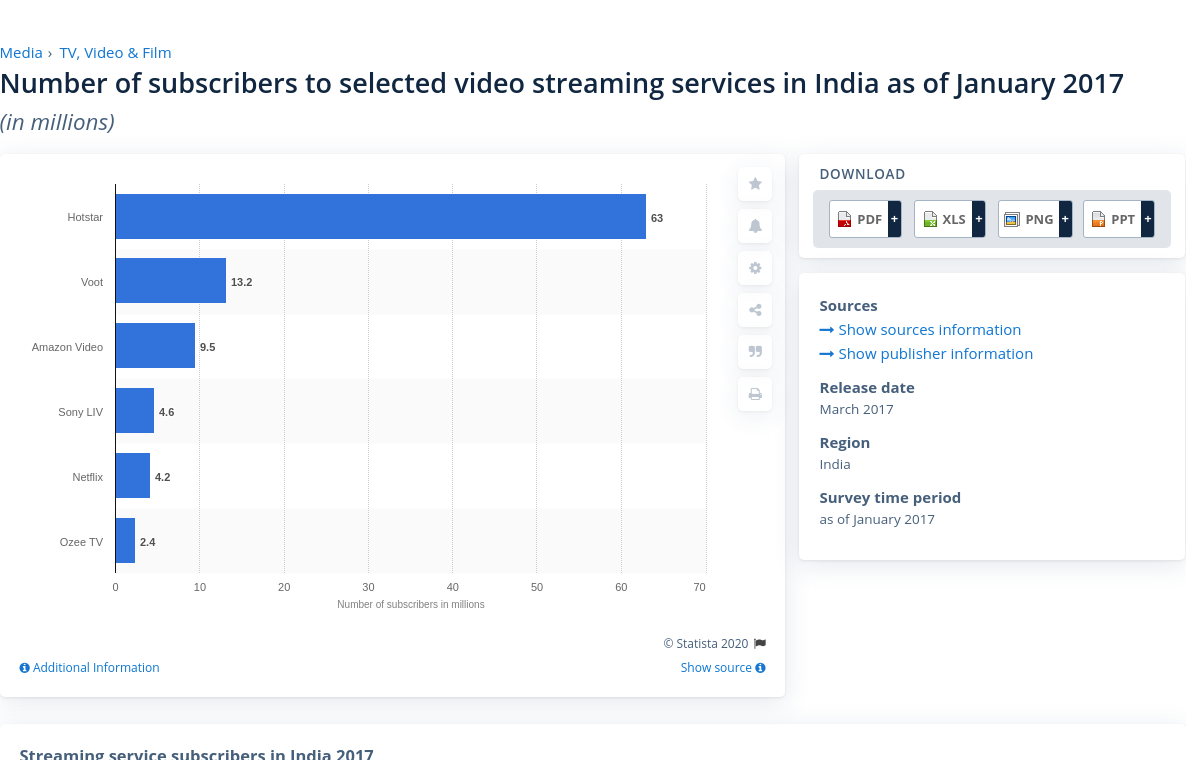 Media › TV, Video & Film
Number of subscribers to selected video streaming services in India as of January 2017
(in millions)
Hotstar
63
Voot
13.2
Amazon Video
9.5
Sony LIV
4.6
Netflix
4.2
Ozee TV
2.4
0 10 20 30 40 50 60 70
Number of subscribers in millions
© Statista 2020
Additional Information
Show source
DOWNLOAD
PDF + XLS + PNG + PPT +
Sources
Show sources information
Show publisher information
Release date
March 2017
Region
India
Survey time period
as of January 2017
Streaming service subscribers in India 2017